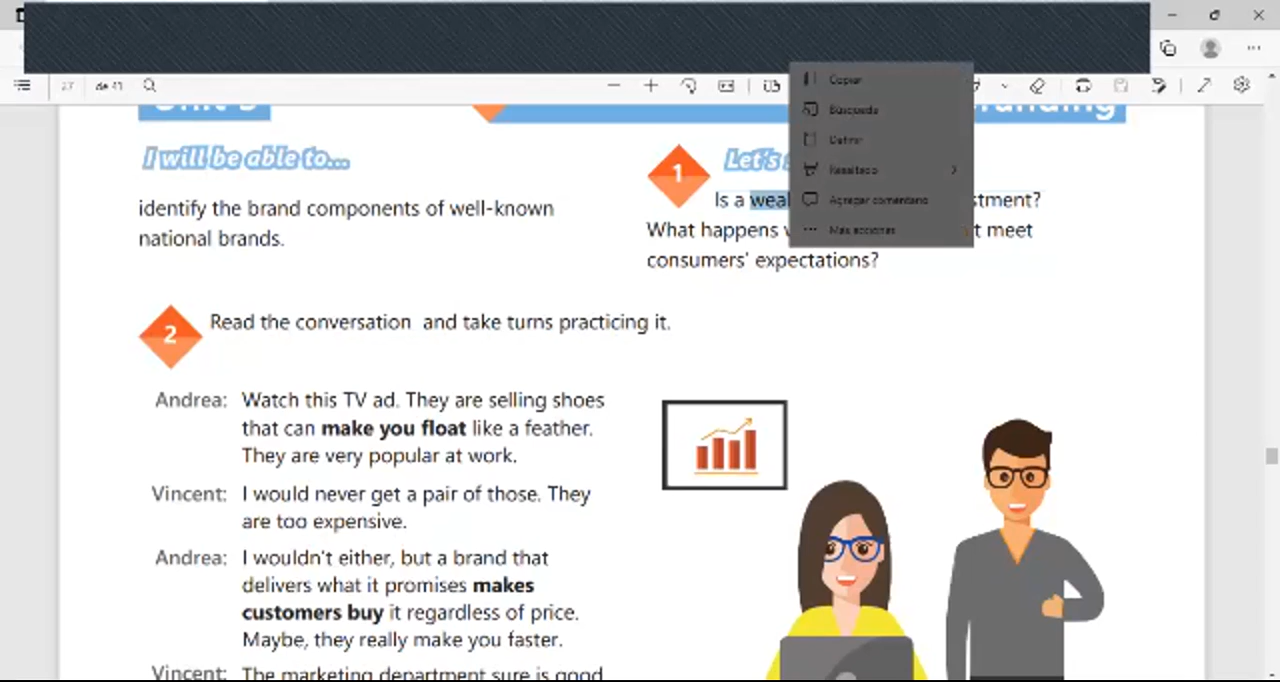 de 41
Copiar
Búsqueda
Definir
Resaltado
Agregar comentario
Más acciones
I will be able to...
identify the brand components of well-known
national brands.
1
Let's
Is a weal stment?
What happens t meet
consumers' expectations?
2
Read the conversation and take turns practicing it.
Andrea: Watch this TV ad. They are selling shoes
that can make you float like a feather.
They are very popular at work.
Vincent: I would never get a pair of those. They
are too expensive.
Andrea: I wouldn't either, but a brand that
delivers what it promises makes
customers buy it regardless of price.
Maybe, they really make you faster.
Vincent: The marketing department sure is good